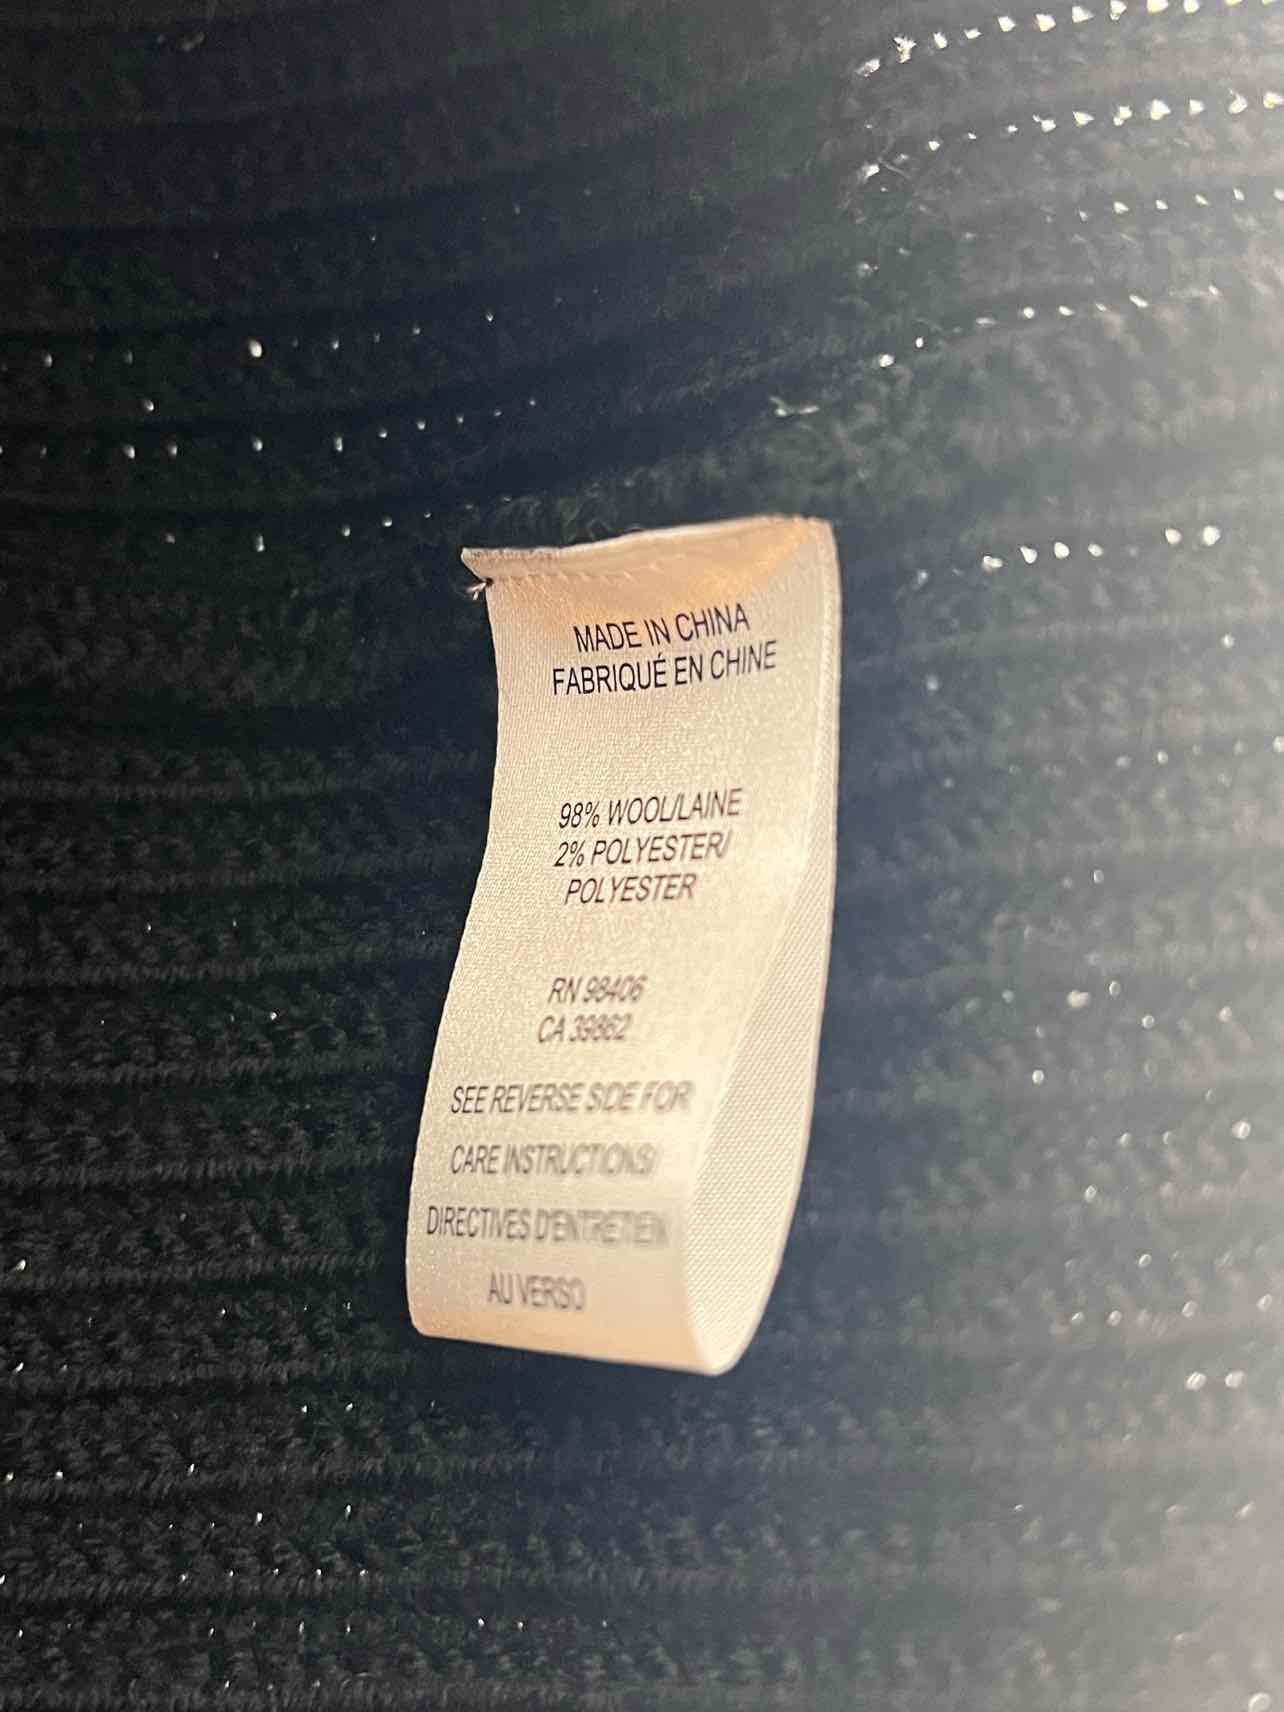 MADE IN CHINA
FABRIQUÉ EN CHINE
98% WOOL/LAINE
2% POLYESTER/
POLYESTER
RN 98406
CA 39862
SEE REVERSE SIDE FOR
CARE INSTRUCTIONS/
DIRECTIVES D'ENTRETIEN
AU VERSO